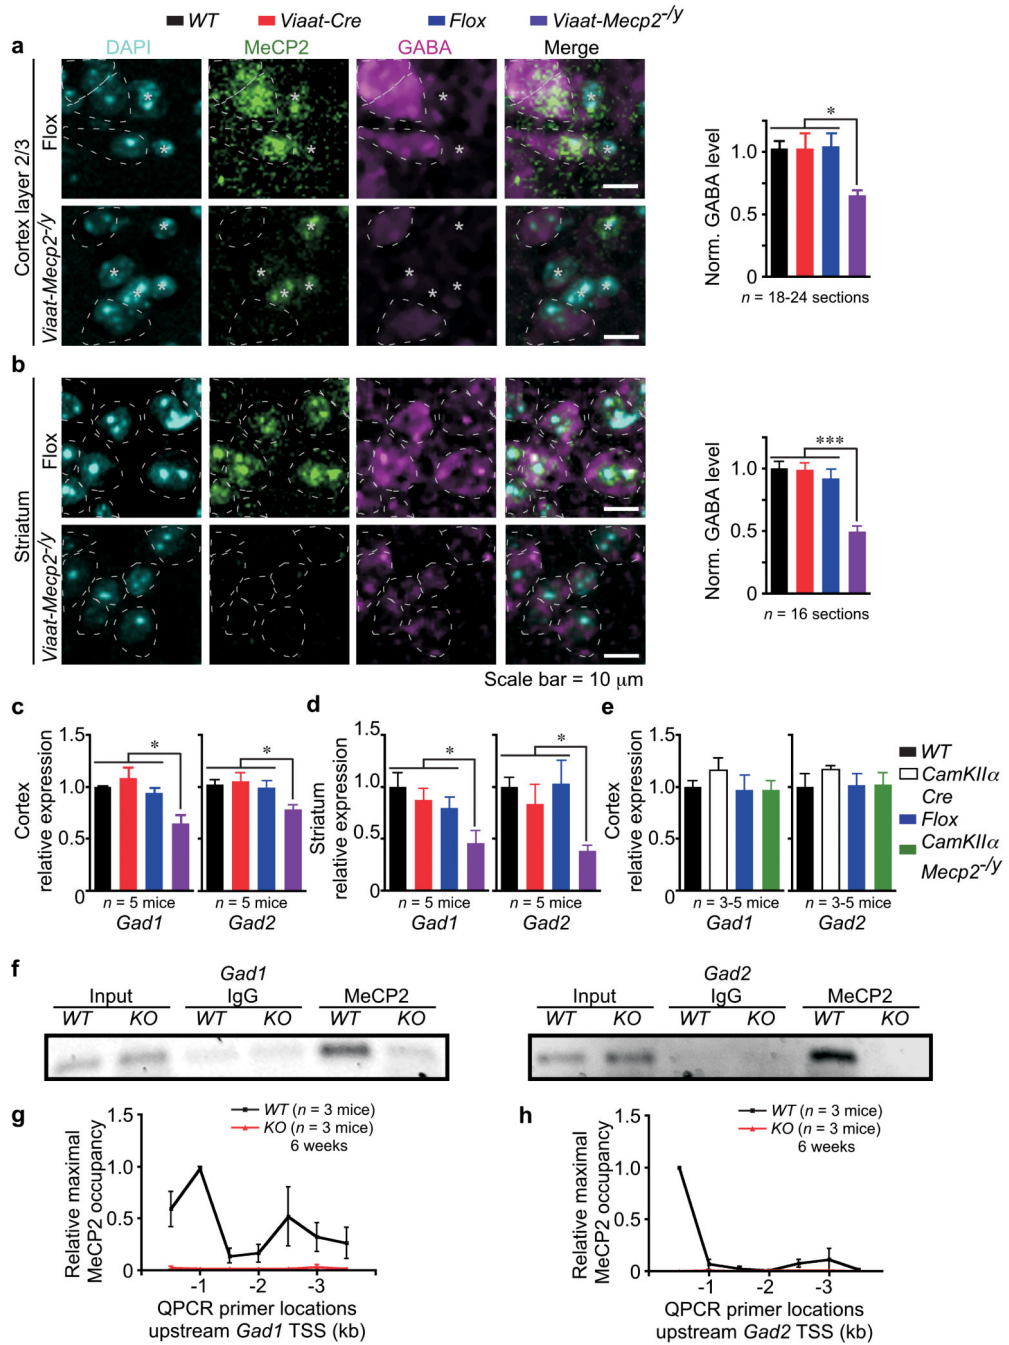 WT Viaat-Cre Flox Viaat-Mecp2-/y
a DAPI MeCP2 GABA Merge
Cortex layer 2/3
Flox
Viaat-Mecp2-/y
* * * * * * * *
* * * * * * * * * * * * * * * *
Norm. GABA level
1.0
0.5
0
*
n = 18-24 sections
b
Striatum
Flox
Viaat-Mecp2-/y
Norm. GABA level
1.0
0.5
0
***
n = 16 sections
Scale bar = 10 μm
c
Cortex
relative expression
1.5
1.0
0.5
0
*
*
n = 5 mice
n = 5 mice
Gad1
Gad2
d
Striatum
relative expression
1.5
1.0
0.5
0
*
*
n = 5 mice
n = 5 mice
Gad1
Gad2
e
Cortex
relative expression
1.5
1.0
0.5
0
n = 3-5 mice
n = 3-5 mice
Gad1
Gad2
WT
CamKIIα
Cre
Flox
CamKIIα
Mecp2-/y
f
Gad1
Input IgG MeCP2
WT KO WT KO WT KO
Gad2
Input IgG MeCP2
WT KO WT KO WT KO
g
Relative maximal
MeCP2 occupancy
1.5
1.0
0.5
0
WT (n = 3 mice)
KO (n = 3 mice)
6 weeks
-1 -2 -3
QPCR primer locations
upstream Gad1 TSS (kb)
h
Relative maximal
MeCP2 occupancy
1.5
1.0
0.5
0
WT (n = 3 mice)
KO (n = 3 mice)
6 weeks
-1 -2 -3
QPCR primer locations
upstream Gad2 TSS (kb)